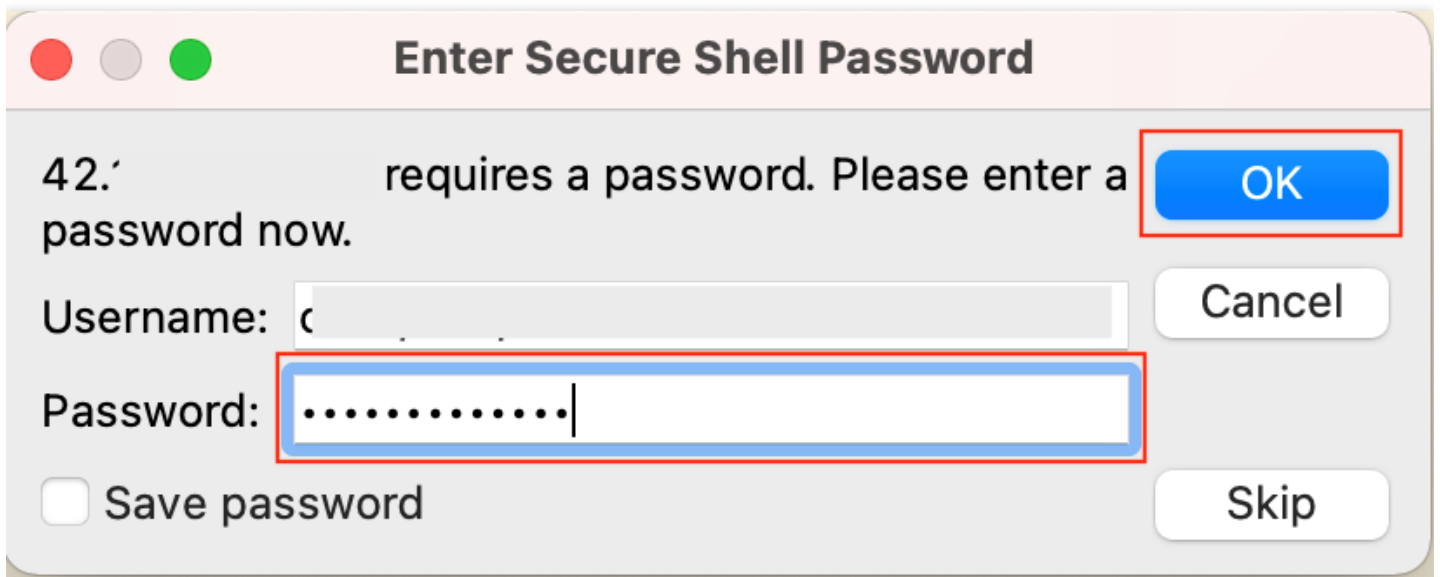 Enter Secure Shell Password
42. requires a password. Please enter a
password now.
OK
Username:
Cancel
Password: •••••••••••••
Save password
Skip